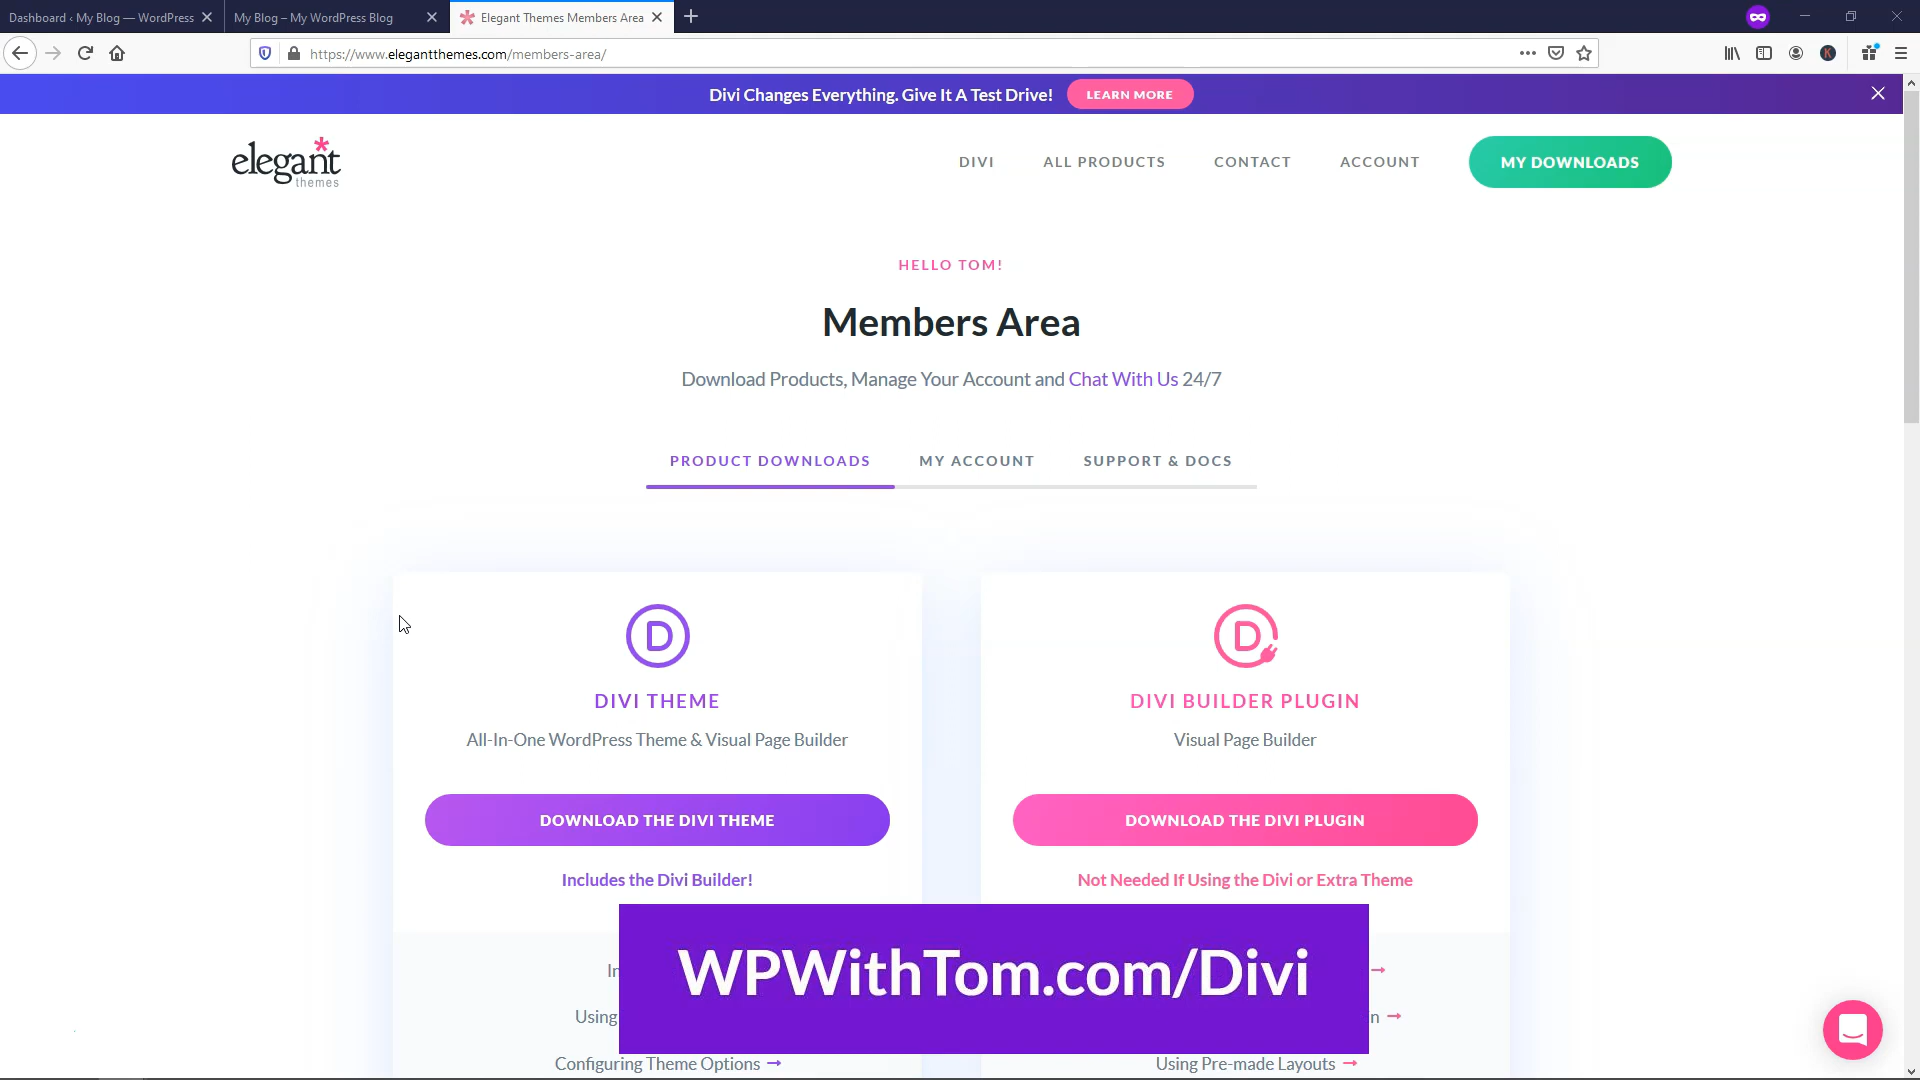 Dashboard ‹ My Blog — WordPress
My Blog – My WordPress Blog
Elegant Themes Members Area
https://www.elegantthemes.com/members-area/
Divi Changes Everything. Give It A Test Drive!
LEARN MORE
elegant
themes
DIVI
ALL PRODUCTS
CONTACT
ACCOUNT
MY DOWNLOADS
HELLO TOM!
Members Area
Download Products, Manage Your Account and Chat With Us 24/7
PRODUCT DOWNLOADS
MY ACCOUNT
SUPPORT & DOCS
D
DIVI THEME
All-In-One WordPress Theme & Visual Page Builder
DOWNLOAD THE DIVI THEME
Includes the Divi Builder!
D
DIVI BUILDER PLUGIN
Visual Page Builder
DOWNLOAD THE DIVI PLUGIN
Not Needed If Using the Divi or Extra Theme
WPWithTom.com/Divi
Using
Configuring Theme Options →
Using Pre-made Layouts →